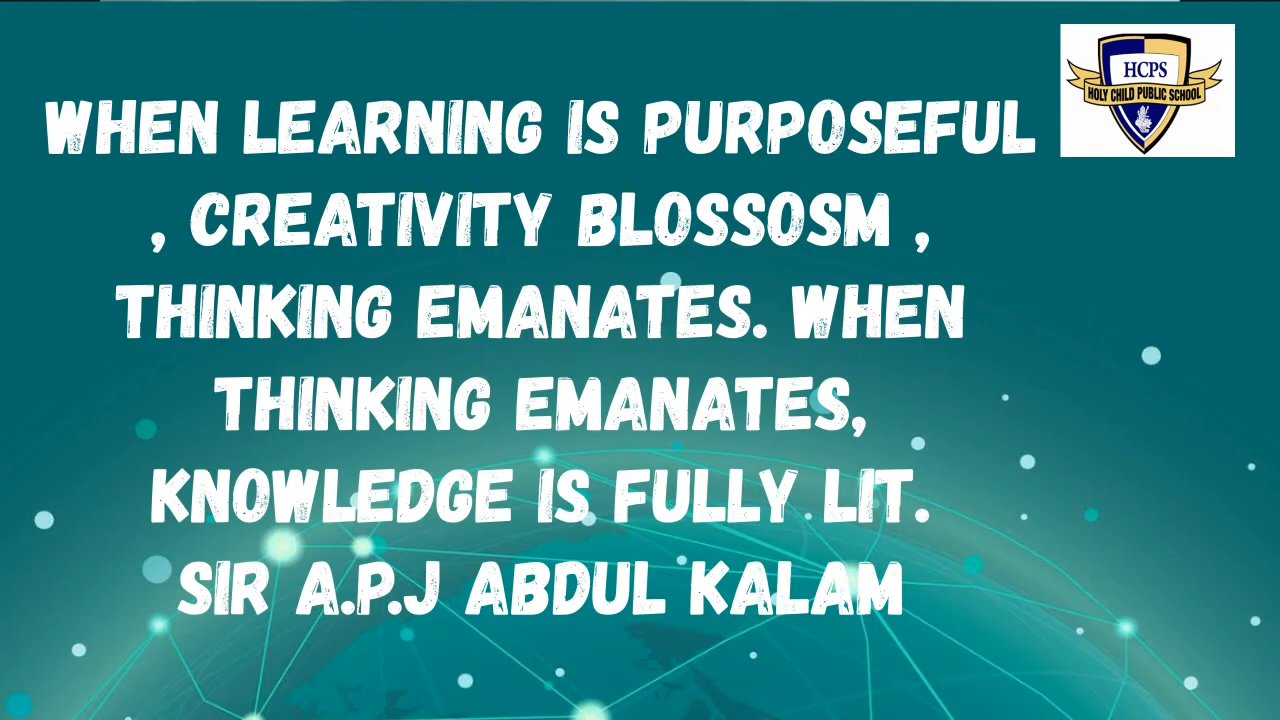 HCPS
HOLY CHILD PUBLIC SCHOOL
WHEN LEARNING IS PURPOSEFUL
, CREATIVITY BLOSSOSM ,
THINKING EMANATES. WHEN
THINKING EMANATES,
KNOWLEDGE IS FULLY LIT.
SIR A.P.J ABDUL KALAM